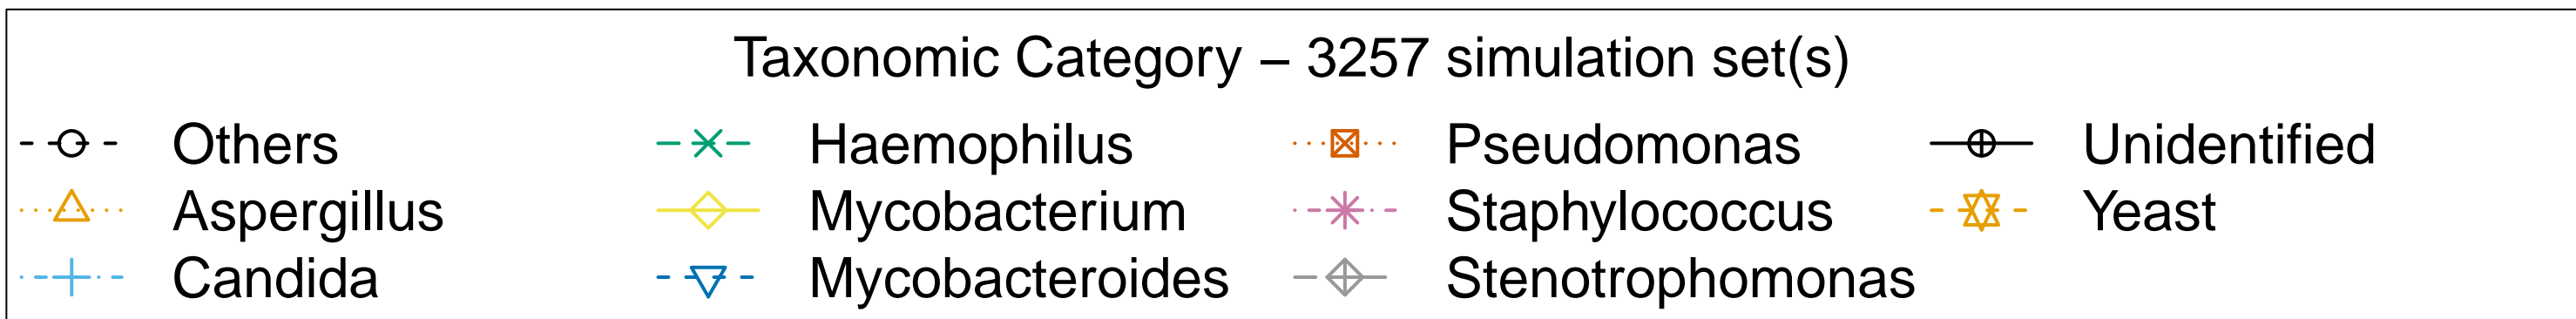 Taxonomic Category – 3257 simulation set(s)
Others Haemophilus Pseudomonas Unidentified
Aspergillus Mycobacterium Staphylococcus Yeast
Candida Mycobacteroides Stenotrophomonas